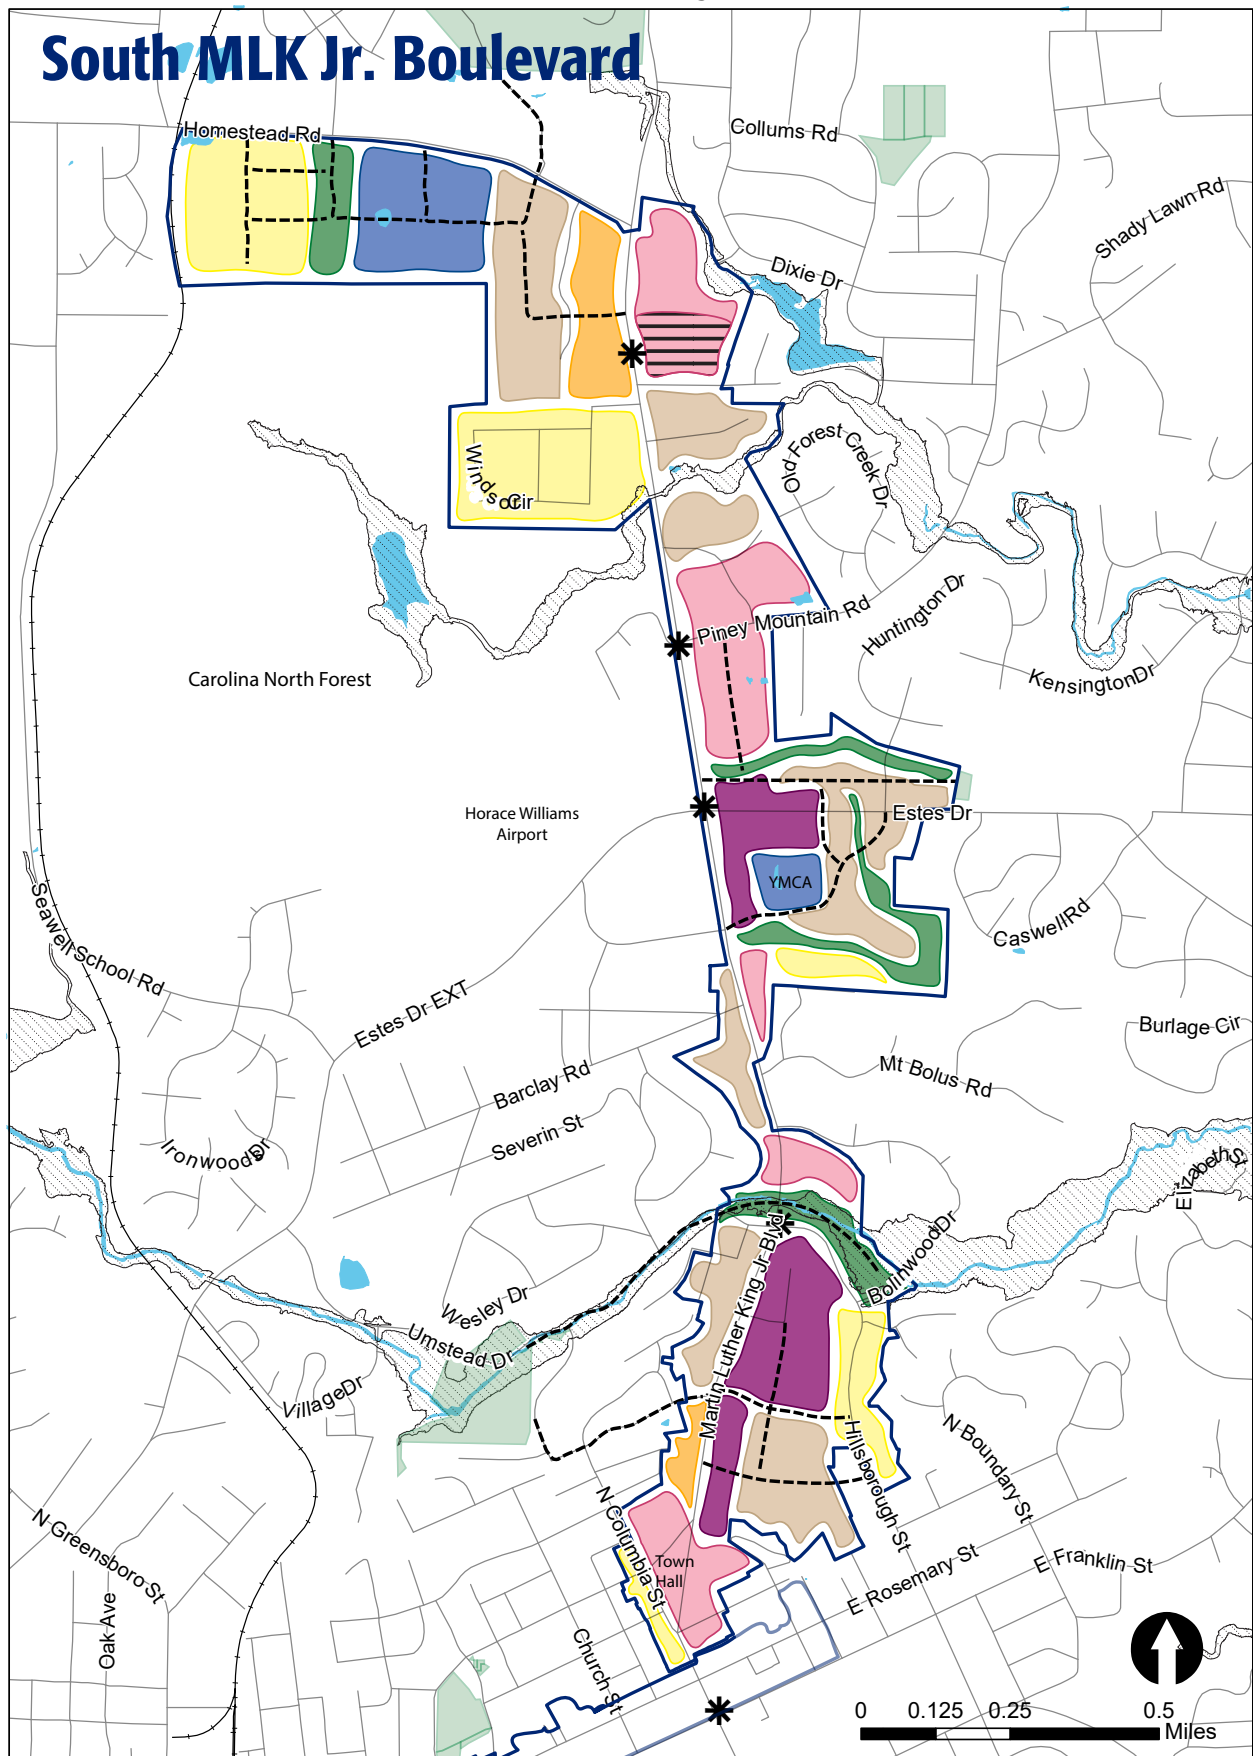 South MLK Jr. Boulevard
Homestead Rd
Collums Rd
Shady Lawn Rd
Dixie Dr
Old Forest Creek Dr
Windsor Cir
Huntington Dr
Piney Mountain Rd
Kensington Dr
Carolina North Forest
Horace Williams
Airport
Estes Dr
YMCA
Seawell School Rd
Caswell Rd
Estes Dr EXT
Burlage Cir
Mt Bolus Rd
Barclay Rd
Severin St
Ironwoods Dr
Elizabeth St
Bolinwood Dr
Martin Luther King Jr Blvd
Wesley Dr
Umstead Dr
Village Dr
Hillsborough St
N Boundary St
N Columbia St
N Greensboro St
Town
Hall
E Franklin St
E Rosemary St
Oak Ave
Church St
0 0.125 0.25 0.5
Miles